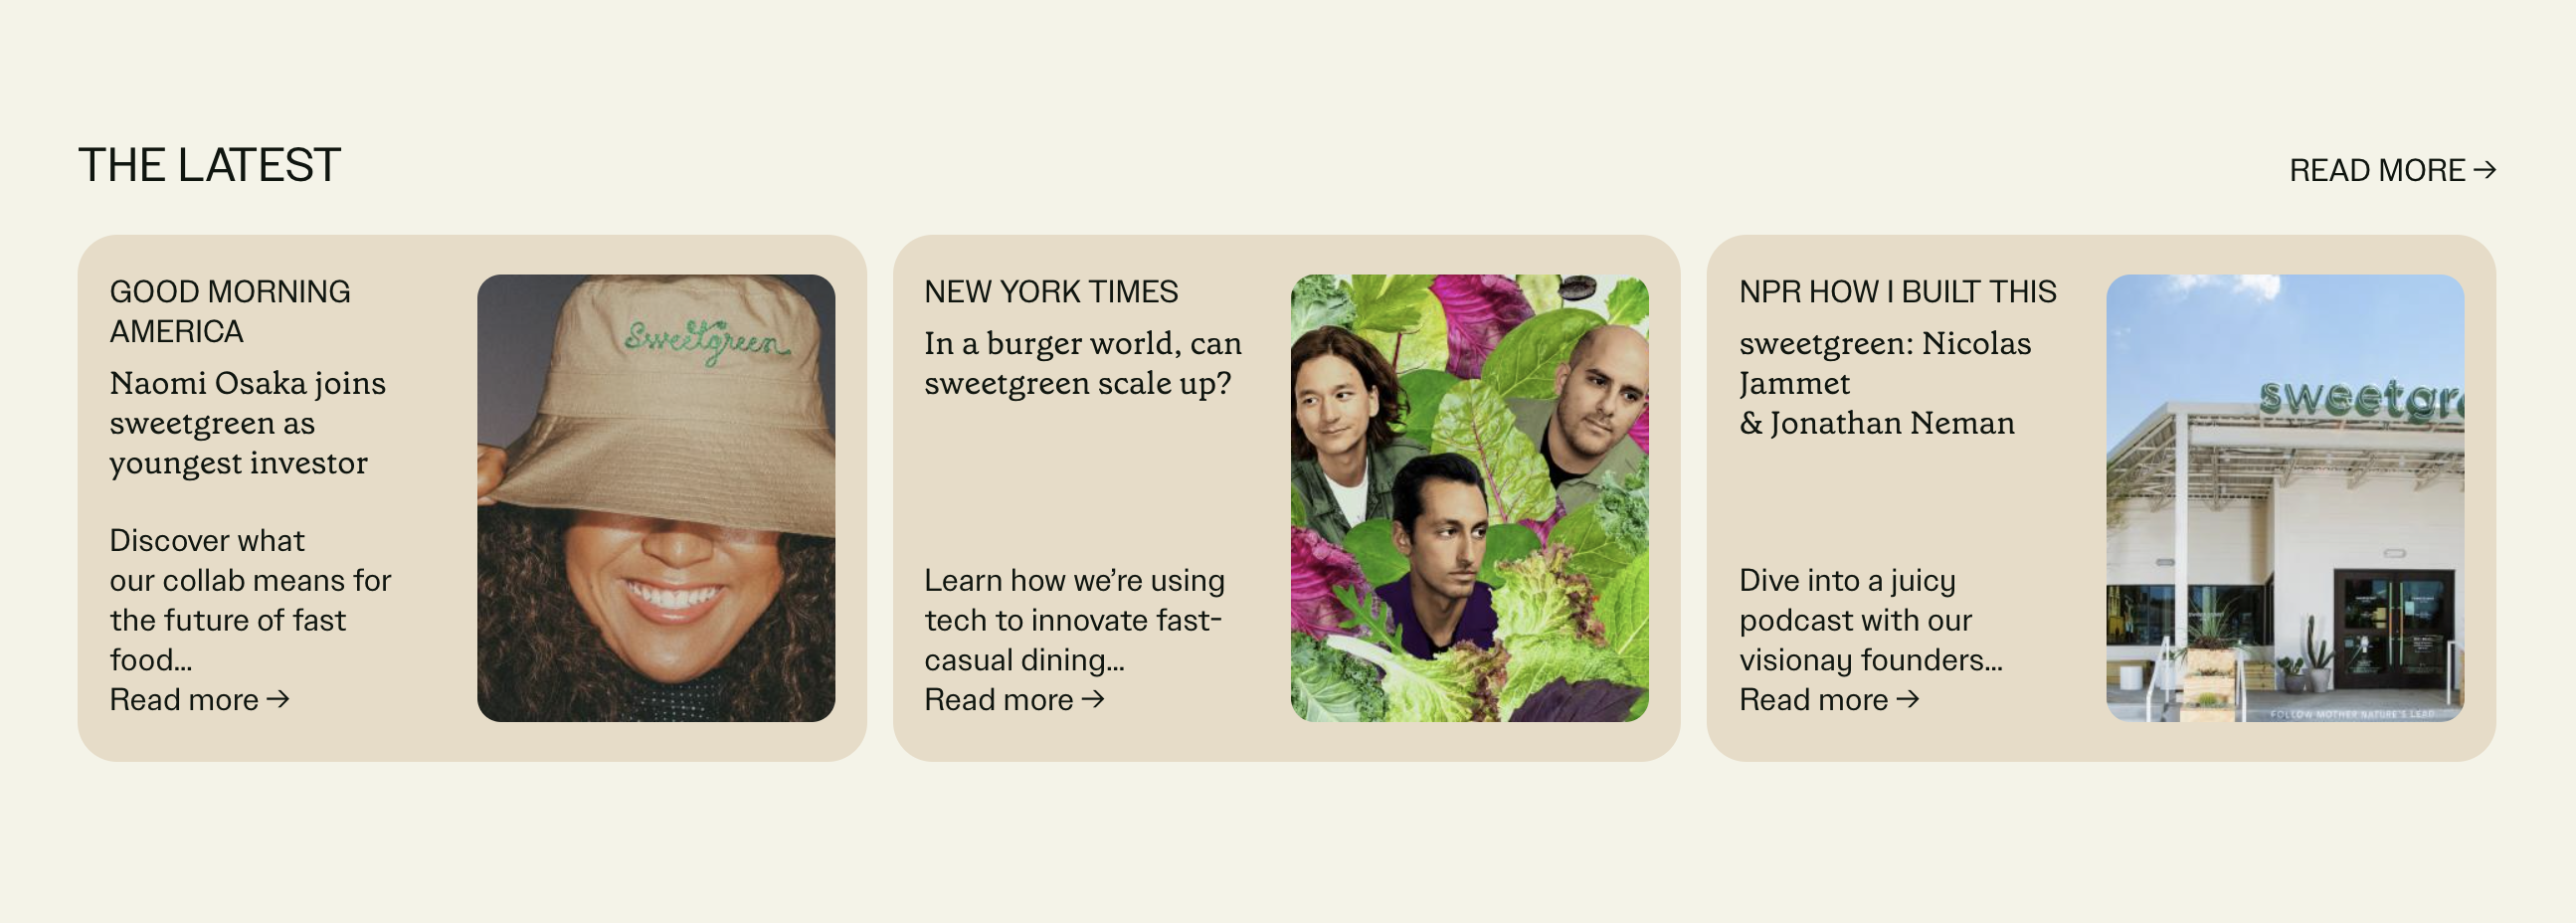 THE LATEST
READ MORE →
GOOD MORNING
AMERICA
Naomi Osaka joins
sweetgreen as
youngest investor
Discover what
our collab means for
the future of fast
food...
Read more →
Sweetgreen
NEW YORK TIMES
In a burger world, can
sweetgreen scale up?
Learn how we’re using
tech to innovate fast-
casual dining...
Read more →
NPR HOW I BUILT THIS
sweetgreen: Nicolas
Jammet
& Jonathan Neman
Dive into a juicy
podcast with our
visionay founders...
Read more →
sweetgre
FOLLOW MOTHER NATURE'S LEAD